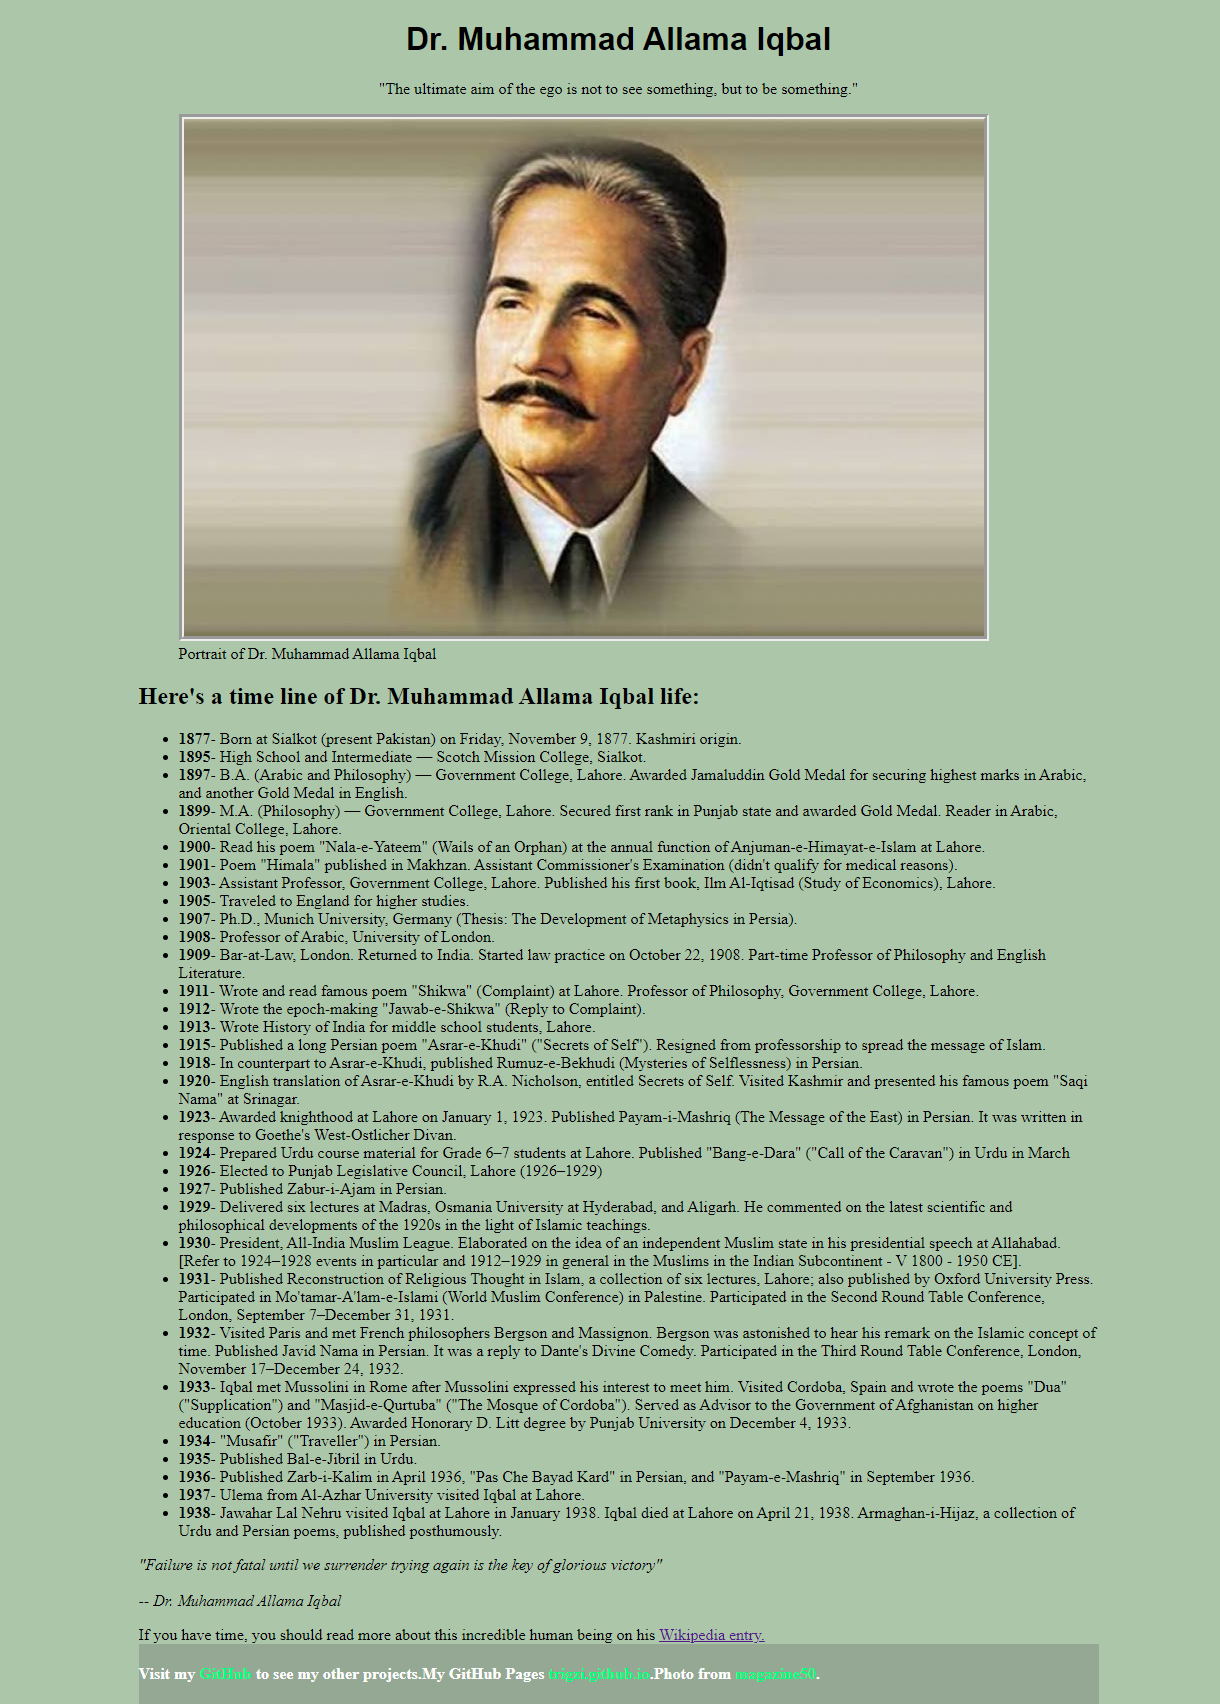 Dr. Muhammad Allama Iqbal
"The ultimate aim of the ego is not to see something, but to be something."
Portrait of Dr. Muhammad Allama Iqbal
Here's a time line of Dr. Muhammad Allama Iqbal life:
• 1877- Born at Sialkot (present Pakistan) on Friday, November 9, 1877. Kashmiri origin.
• 1895- High School and Intermediate — Scotch Mission College, Sialkot.
• 1897- B.A. (Arabic and Philosophy) — Government College, Lahore. Awarded Jamaluddin Gold Medal for securing highest marks in Arabic,
and another Gold Medal in English.
• 1899- M.A. (Philosophy) — Government College, Lahore. Secured first rank in Punjab state and awarded Gold Medal. Reader in Arabic,
Oriental College, Lahore.
• 1900- Read his poem "Nala-e-Yateem" (Wails of an Orphan) at the annual function of Anjuman-e-Himayat-e-Islam at Lahore.
• 1901- Poem "Himala" published in Makhzan. Assistant Commissioner's Examination (didn't qualify for medical reasons).
• 1903- Assistant Professor, Government College, Lahore. Published his first book, Ilm Al-Iqtisad (Study of Economics), Lahore.
• 1905- Traveled to England for higher studies.
• 1907- Ph.D., Munich University, Germany (Thesis: The Development of Metaphysics in Persia).
• 1908- Professor of Arabic, University of London.
• 1909- Bar-at-Law, London. Returned to India. Started law practice on October 22, 1908. Part-time Professor of Philosophy and English
Literature.
• 1911- Wrote and read famous poem "Shikwa" (Complaint) at Lahore. Professor of Philosophy, Government College, Lahore.
• 1912- Wrote the epoch-making "Jawab-e-Shikwa" (Reply to Complaint).
• 1913- Wrote History of India for middle school students, Lahore.
• 1915- Published a long Persian poem "Asrar-e-Khudi" ("Secrets of Self"). Resigned from professorship to spread the message of Islam.
• 1918- In counterpart to Asrar-e-Khudi, published Rumuz-e-Bekhudi (Mysteries of Selflessness) in Persian.
• 1920- English translation of Asrar-e-Khudi by R.A. Nicholson, entitled Secrets of Self. Visited Kashmir and presented his famous poem "Saqi
Nama" at Srinagar.
• 1923- Awarded knighthood at Lahore on January 1, 1923. Published Payam-i-Mashriq (The Message of the East) in Persian. It was written in
response to Goethe's West-Ostlicher Divan.
• 1924- Prepared Urdu course material for Grade 6–7 students at Lahore. Published "Bang-e-Dara" ("Call of the Caravan") in Urdu in March
• 1926- Elected to Punjab Legislative Council, Lahore (1926–1929)
• 1927- Published Zabur-i-Ajam in Persian.
• 1929- Delivered six lectures at Madras, Osmania University at Hyderabad, and Aligarh. He commented on the latest scientific and
philosophical developments of the 1920s in the light of Islamic teachings.
• 1930- President, All-India Muslim League. Elaborated on the idea of an independent Muslim state in his presidential speech at Allahabad.
[Refer to 1924–1928 events in particular and 1912–1929 in general in the Muslims in the Indian Subcontinent - V 1800 - 1950 CE].
• 1931- Published Reconstruction of Religious Thought in Islam, a collection of six lectures, Lahore; also published by Oxford University Press.
Participated in Mo'tamar-A'lam-e-Islami (World Muslim Conference) in Palestine. Participated in the Second Round Table Conference,
London, September 7–December 31, 1931.
• 1932- Visited Paris and met French philosophers Bergson and Massignon. Bergson was astonished to hear his remark on the Islamic concept of
time. Published Javid Nama in Persian. It was a reply to Dante's Divine Comedy. Participated in the Third Round Table Conference, London,
November 17–December 24, 1932.
• 1933- Iqbal met Mussolini in Rome after Mussolini expressed his interest to meet him. Visited Cordoba, Spain and wrote the poems "Dua"
("Supplication") and "Masjid-e-Qurtuba" ("The Mosque of Cordoba"). Served as Advisor to the Government of Afghanistan on higher
education (October 1933). Awarded Honorary D. Litt degree by Punjab University on December 4, 1933.
• 1934- "Musafir" ("Traveller") in Persian.
• 1935- Published Bal-e-Jibril in Urdu.
• 1936- Published Zarb-i-Kalim in April 1936, "Pas Che Bayad Kard" in Persian, and "Payam-e-Mashriq" in September 1936.
• 1937- Ulema from Al-Azhar University visited Iqbal at Lahore.
• 1938- Jawahar Lal Nehru visited Iqbal at Lahore in January 1938. Iqbal died at Lahore on April 21, 1938. Armaghan-i-Hijaz, a collection of
Urdu and Persian poems, published posthumously.
"Failure is not fatal until we surrender trying again is the key of glorious victory"
-- Dr. Muhammad Allama Iqbal
If you have time, you should read more about this incredible human being on his Wikipedia entry.
Visit my GitHub to see my other projects.My GitHub Pages .Photo from magazine50.